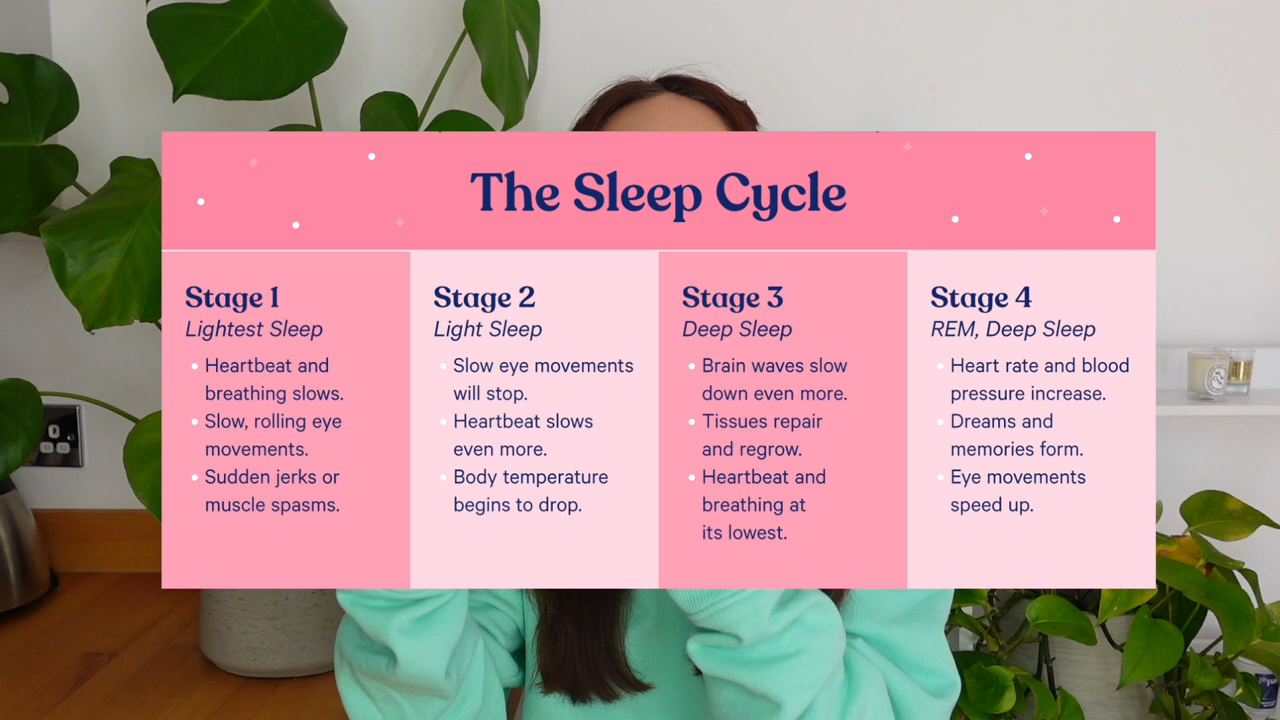 The Sleep Cycle
Stage 1
Lightest Sleep
Heartbeat and
breathing slows.
Slow, rolling eye
movements.
Sudden jerks or
muscle spasms.
Stage 2
Light Sleep
Slow eye movements
will stop.
Heartbeat slows
even more.
Body temperature
begins to drop.
Stage 3
Deep Sleep
Brain waves slow
down even more.
Tissues repair
and regrow.
Heartbeat and
breathing at
its lowest.
Stage 4
REM, Deep Sleep
Heart rate and blood
pressure increase.
Dreams and
memories form.
Eye movements
speed up.